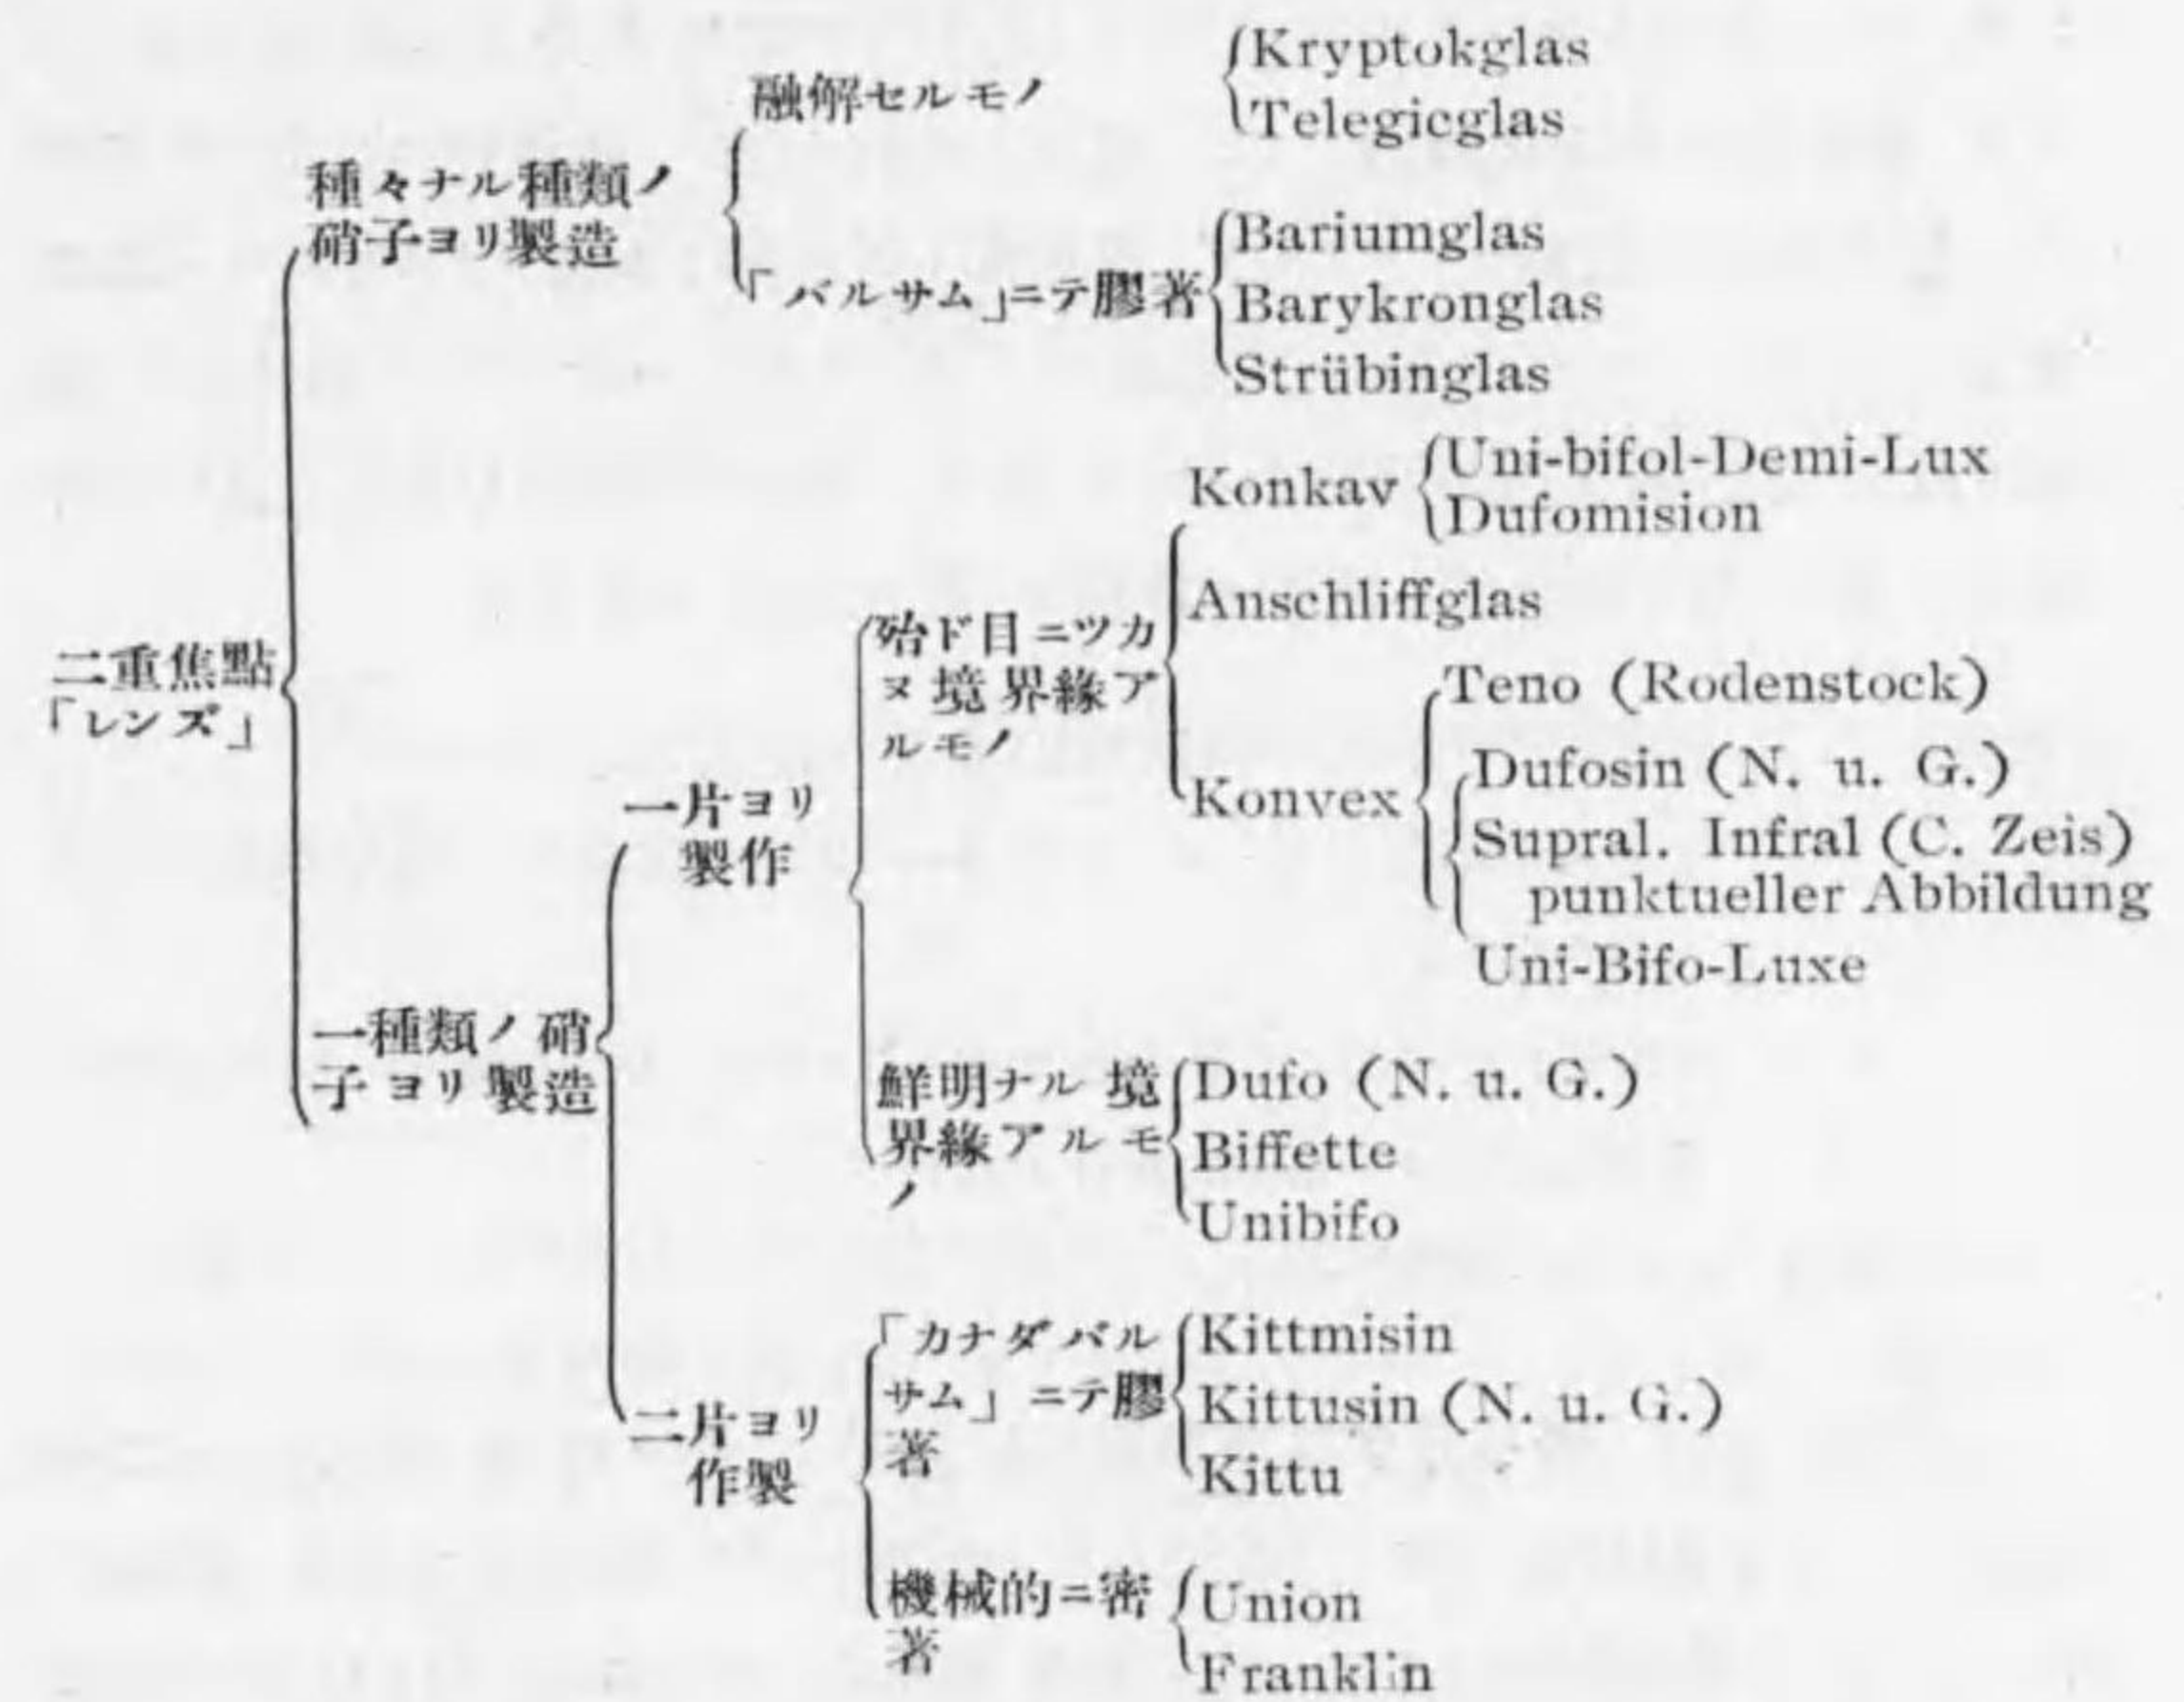 二重焦點
「レンズ」
種々ナル種類ノ
硝子ヨリ製造
融解セルモノ
Kryptokglas
Telegicglas
「バルサム」ニテ膠著
Bariumglas
Barykronglas
Strübinglas
一種類ノ硝
子ヨリ製造
一片ヨリ
製作
殆ド目ニツカ
ヌ境界緣ア
ルモノ
Konkav
Uni-bifol-Demi-Lux
Dufomision
Anschliffglas
Konvex
Teno (Rodenstock)
Dufosin (N. u. G.)
Supral. Infral (C. Zeis)
punktueller Abbildung
Uni-Bifo-Luxe
鮮明ナル境
界緣アルモ
ノ
Dufo (N. u. G.)
Biffette
Unibifo
二片ヨリ
作製
「カナダバル
サム」ニテ膠
著
Kittmisin
Kittusin (N. u. G.)
Kittu
機械的ニ密
著
Union
Franklin